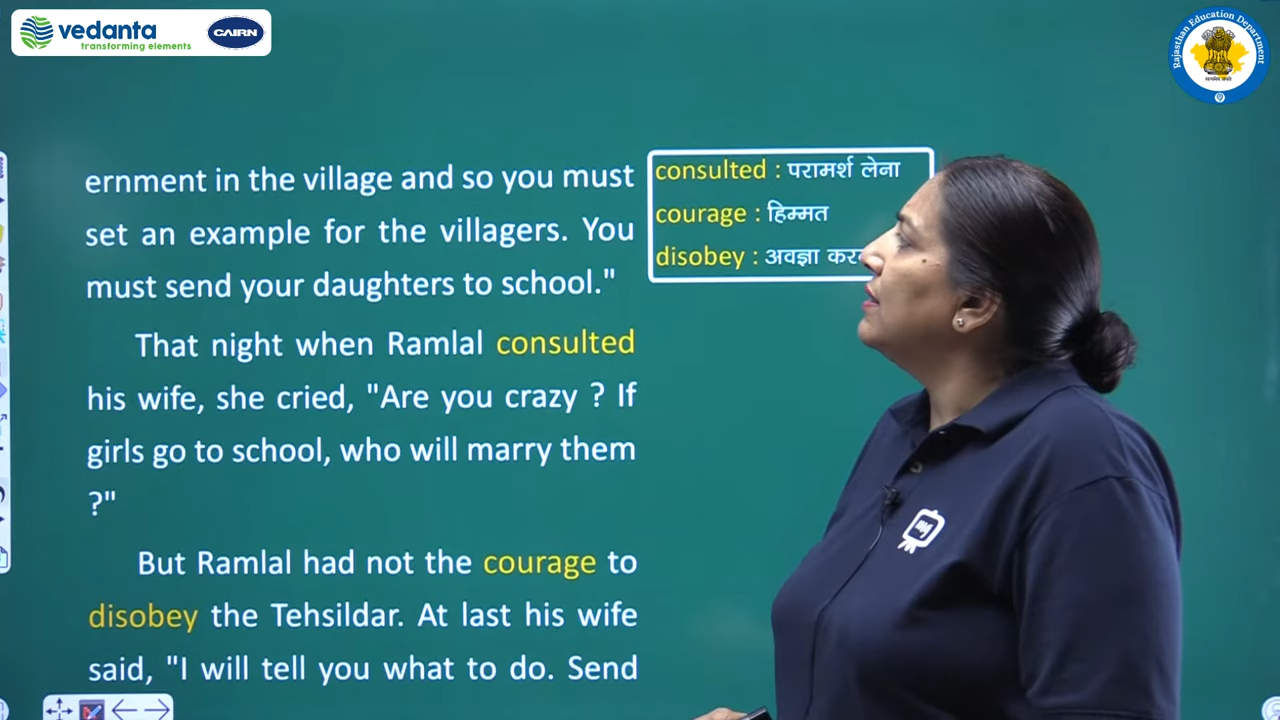 vedanta
transforming elements
CAIRN
Rajasthan Education Department
ernment in the village and so you must
set an example for the villagers. You
must send your daughters to school."
That night when Ramlal consulted
his wife, she cried, "Are you crazy ? If
girls go to school, who will marry them
?"
But Ramlal had not the courage to
disobey the Tehsildar. At last his wife
said, "I will tell you what to do. Send
consulted : परामर्श लेना
courage : हिम्मत
disobey : अवज्ञा